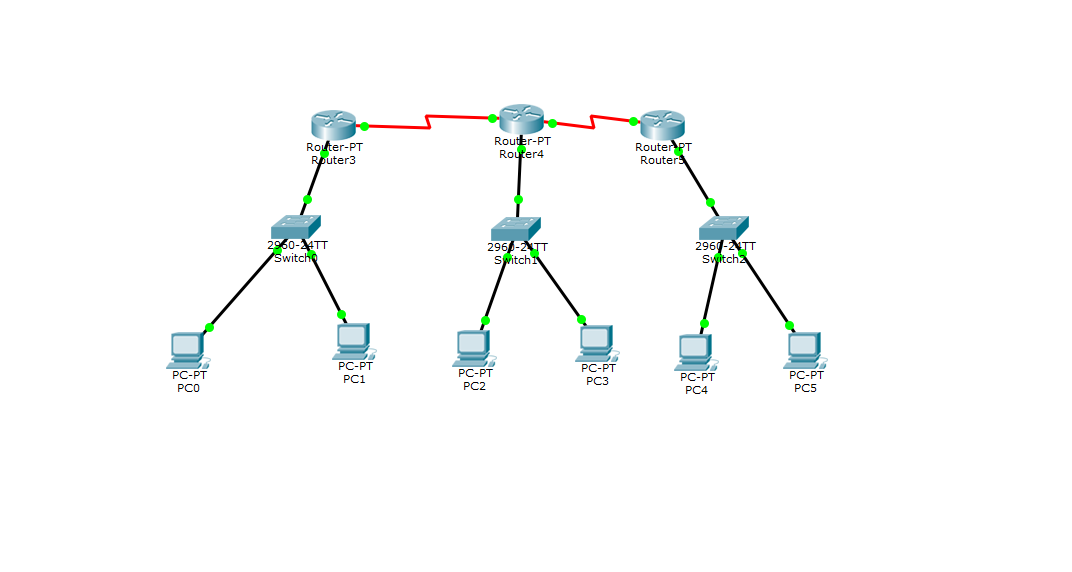 Router-PT
Router3
Router-PT
Router4
Router-PT
Router5
2960-24TT
Switch0
2960-24TT
Switch1
2960-24TT
Switch2
PC-PT
PC0
PC-PT
PC1
PC-PT
PC2
PC-PT
PC3
PC-PT
PC4
PC-PT
PC5